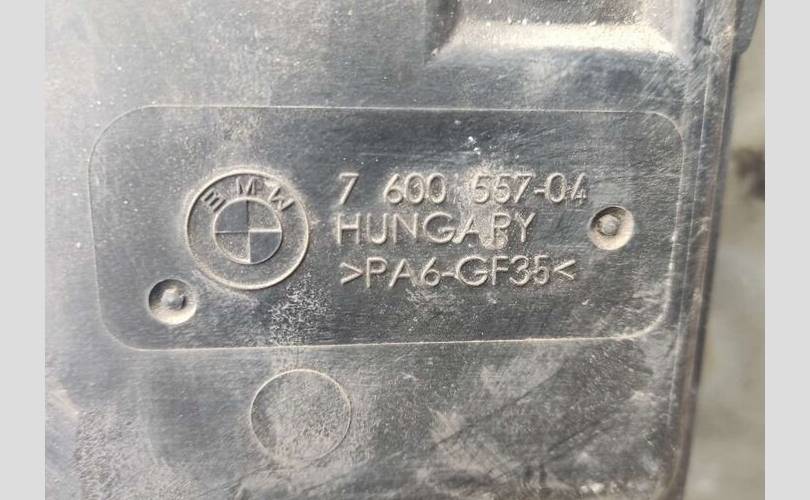 BMW
7 600 557-04
HUNGARY
>PA6-GF35<